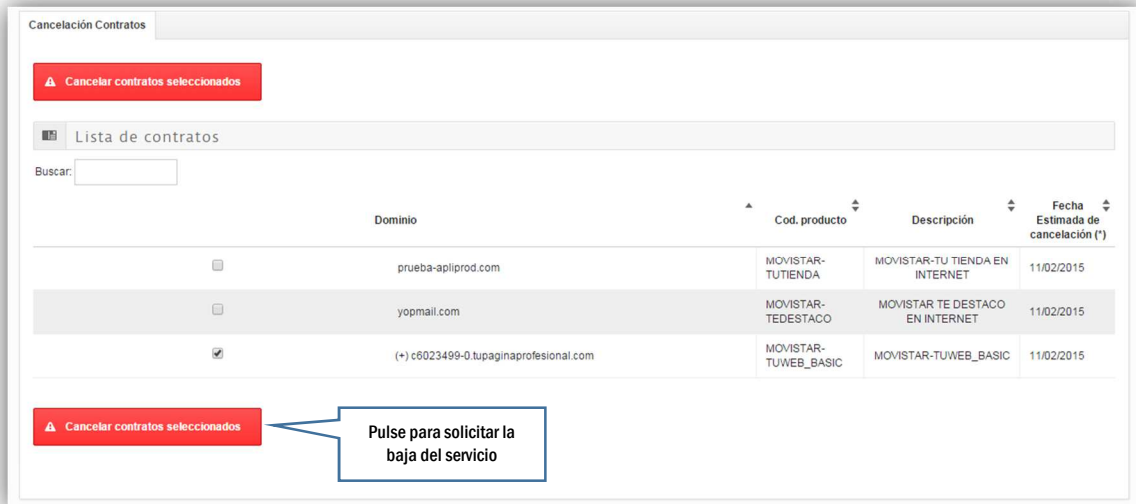 Cancelación Contratos
Cancelar contratos seleccionados
Lista de contratos
Buscar:
Dominio
Cod. producto
Descripción
Fecha
Estimada de
cancelación (*)
prueba-apliprod.com
MOVISTAR-
TUTIENDA
MOVISTAR-TU TIENDA EN
INTERNET
11/02/2015
yopmail.com
MOVISTAR-
TEDESTACO
MOVISTAR TE DESTACO
EN INTERNET
11/02/2015
(+) c6023499-0.tupaginaprofesional.com
MOVISTAR-
TUWEB_BASIC
MOVISTAR-TUWEB_BASIC
11/02/2015
Cancelar contratos seleccionados
Pulse para solicitar la
baja del servicio